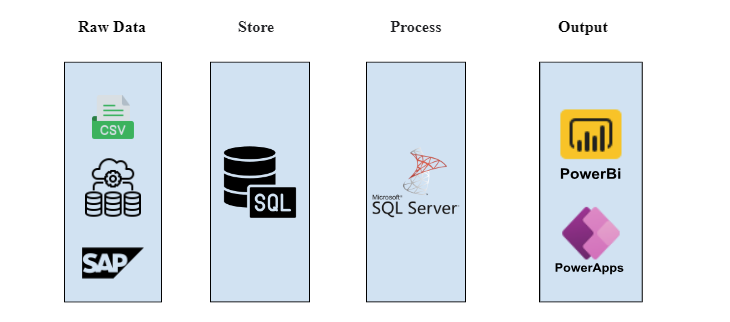 Raw Data
Store
Process
Output
CSV
SAP
SQL
Microsoft®
SQL Server
PowerBi
PowerApps